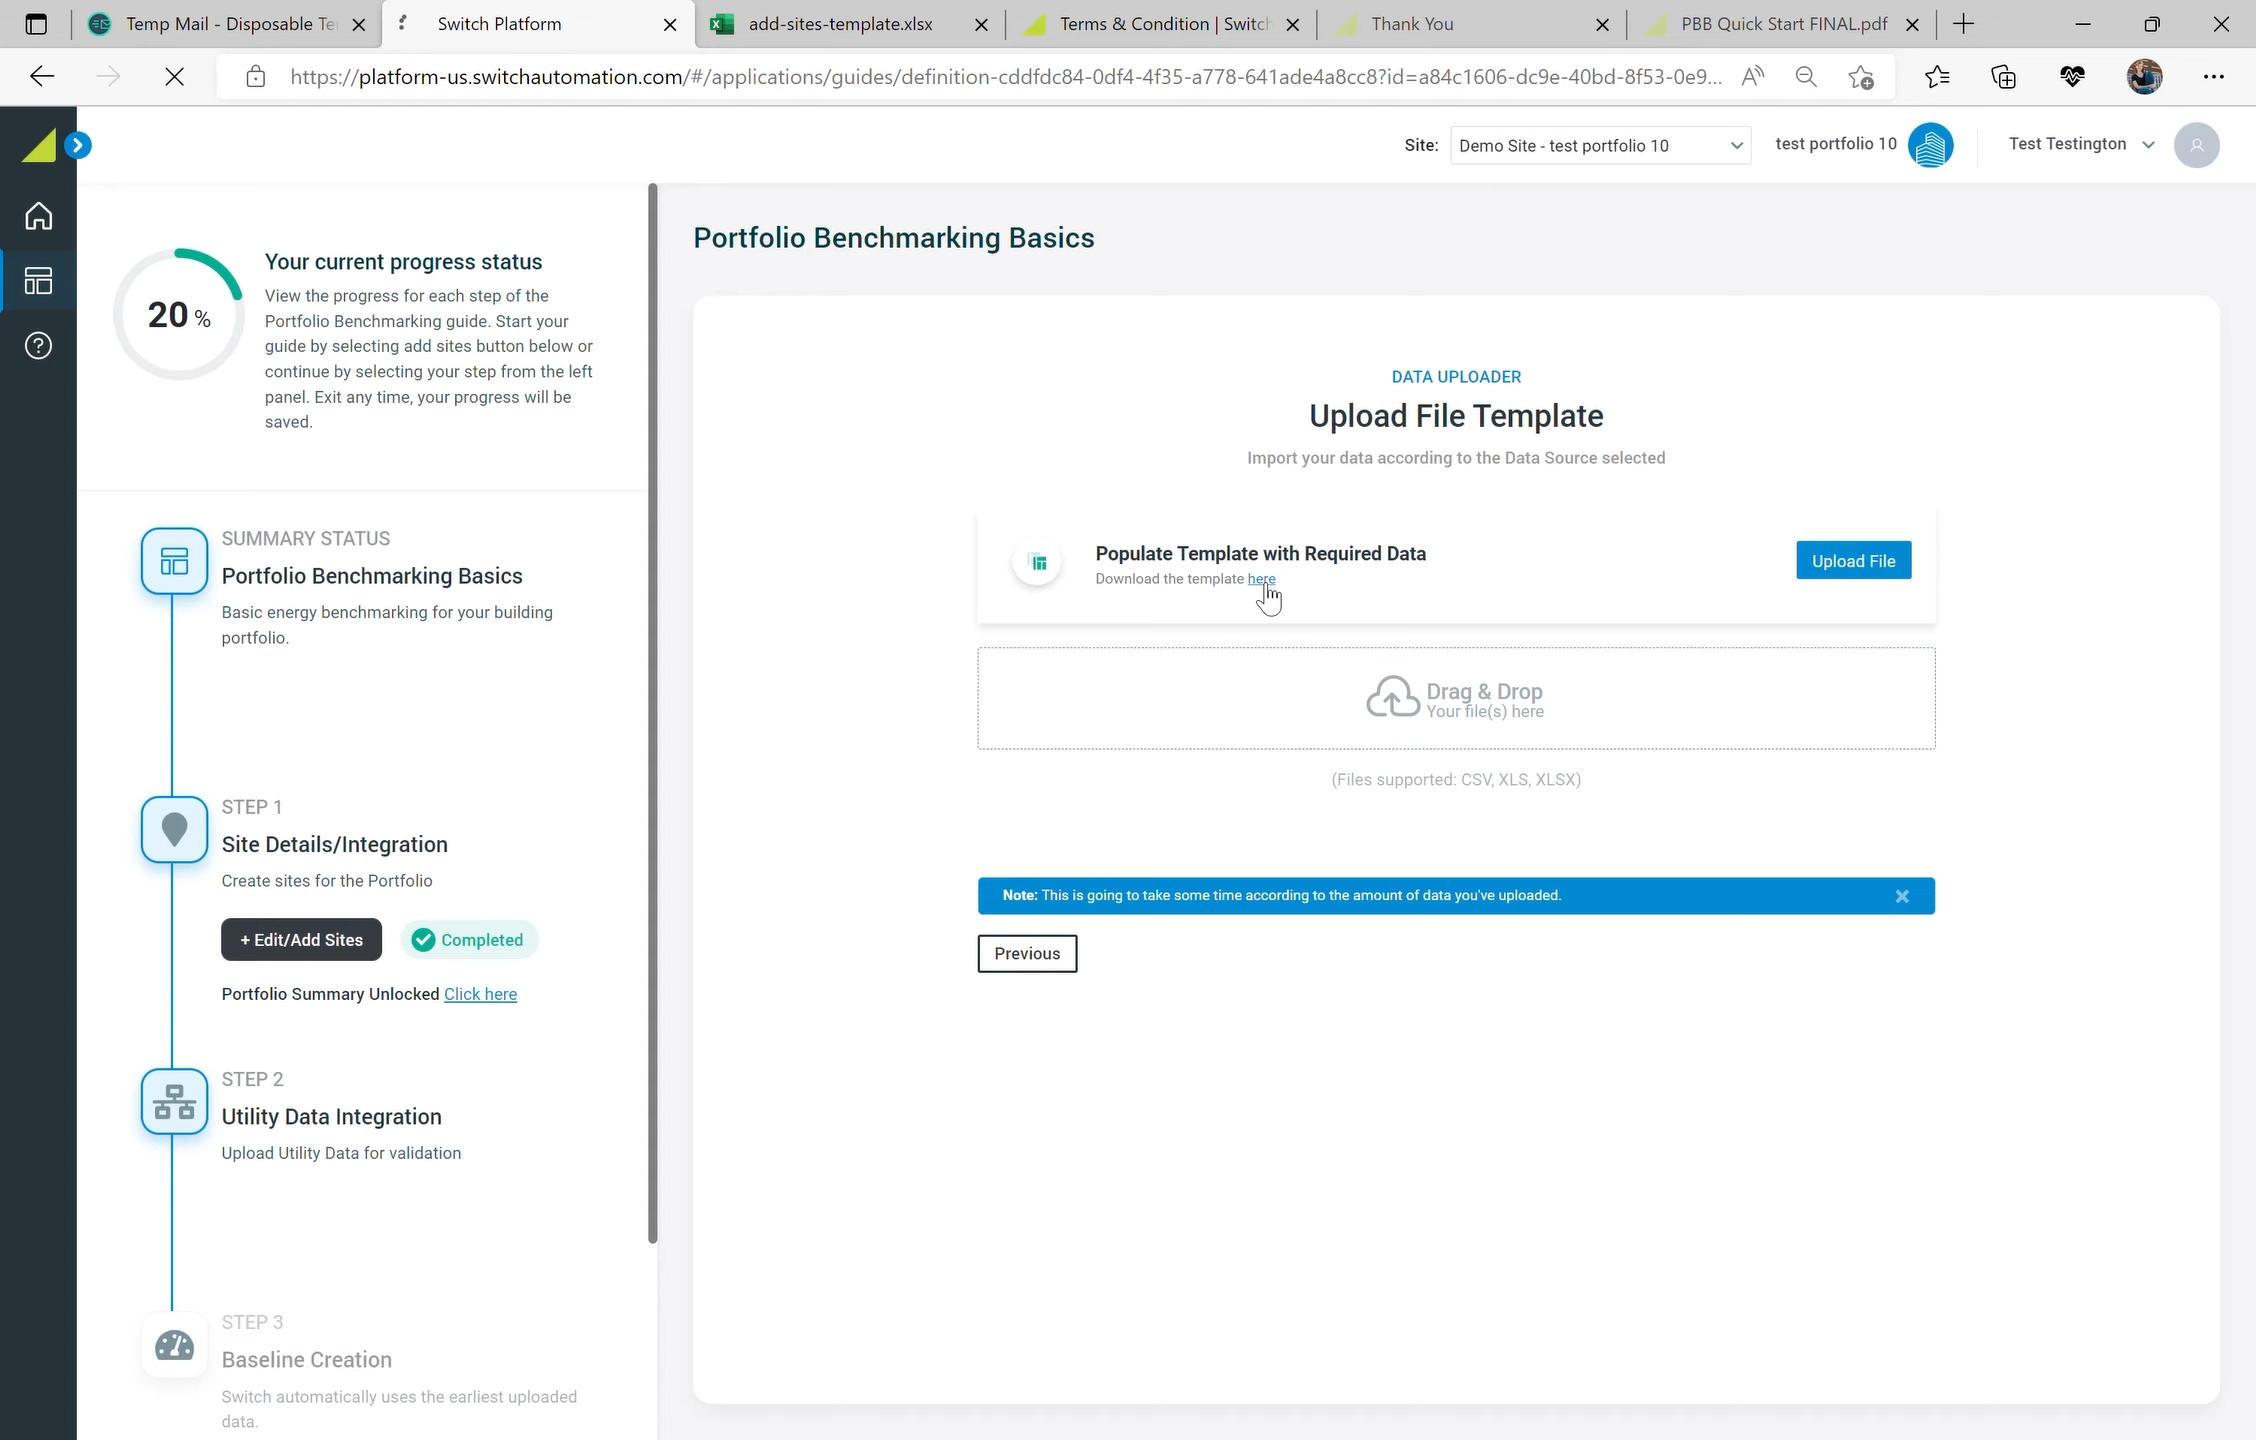 Temp Mail - Disposable Te
Switch Platform
add-sites-template.xlsx
Terms & Condition | Switch
Thank You
PBB Quick Start FINAL.pdf
https://platform-us.switchautomation.com/#/applications/guides/definition-cddfdc84-0df4-4f35-a778-641ade4a8cc8?id=a84c1606-dc9e-40bd-8f53-0e9...
Site:
Demo Site - test portfolio 10
test portfolio 10
Test Testington
20 %
Your current progress status
View the progress for each step of the
Portfolio Benchmarking guide. Start your
guide by selecting add sites button below or
continue by selecting your step from the left
panel. Exit any time, your progress will be
saved.
SUMMARY STATUS
Portfolio Benchmarking Basics
Basic energy benchmarking for your building
portfolio.
STEP 1
Site Details/Integration
Create sites for the Portfolio
+ Edit/Add Sites
Completed
Portfolio Summary Unlocked Click here
STEP 2
Utility Data Integration
Upload Utility Data for validation
STEP 3
Baseline Creation
Switch automatically uses the earliest uploaded
data.
Portfolio Benchmarking Basics
DATA UPLOADER
Upload File Template
Import your data according to the Data Source selected
Populate Template with Required Data
Download the template here
Upload File
Drag & Drop
Your file(s) here
(Files supported: CSV, XLS, XLSX)
Note: This is going to take some time according to the amount of data you've uploaded.
Previous